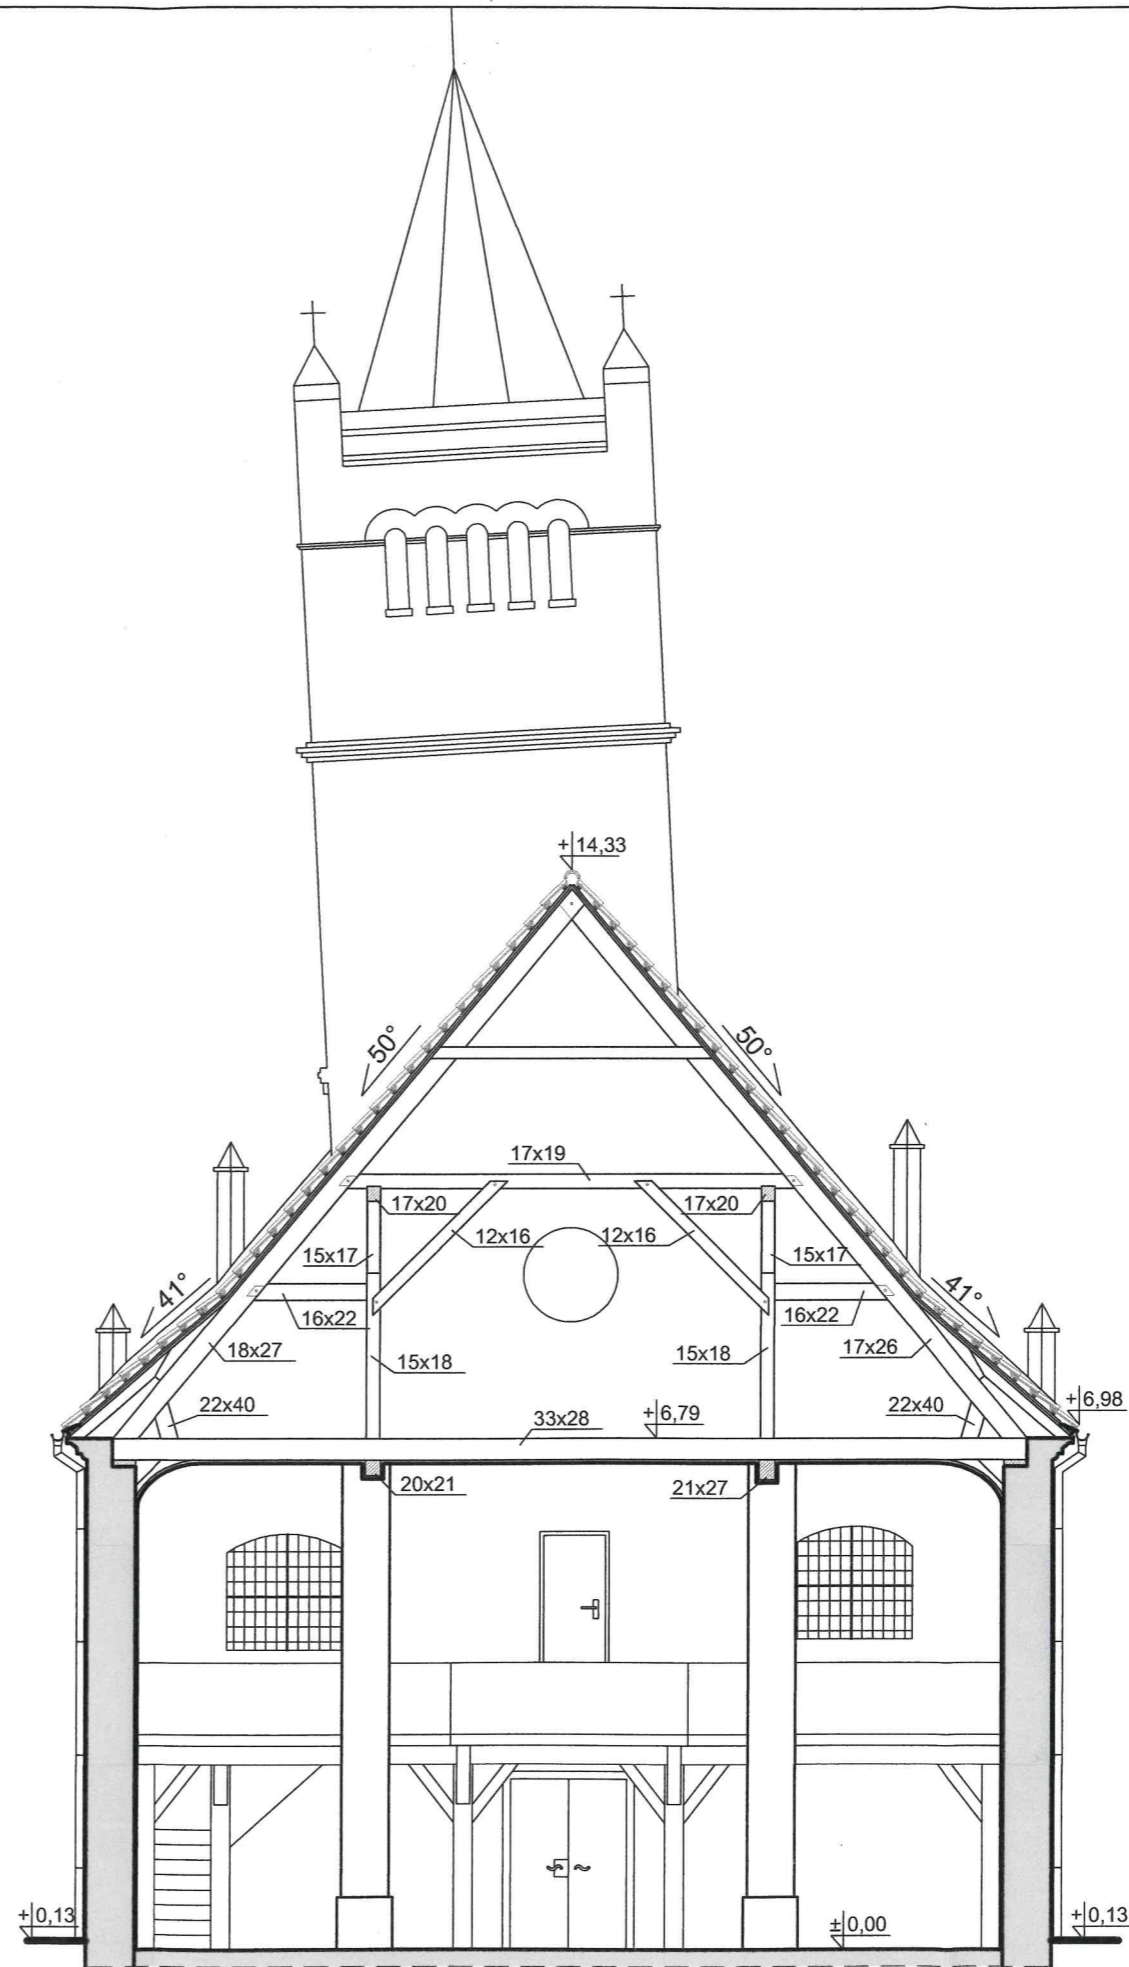 +14,33
50°
50°
17x19
17x20
17x20
12x16
12x16
15x17
15x17
41°
41°
16x22
16x22
18x27
17x26
15x18
15x18
22x40
22x40
33x28
+6,79
+6,98
20x21
21x27
+0,13
±0,00
+0,13